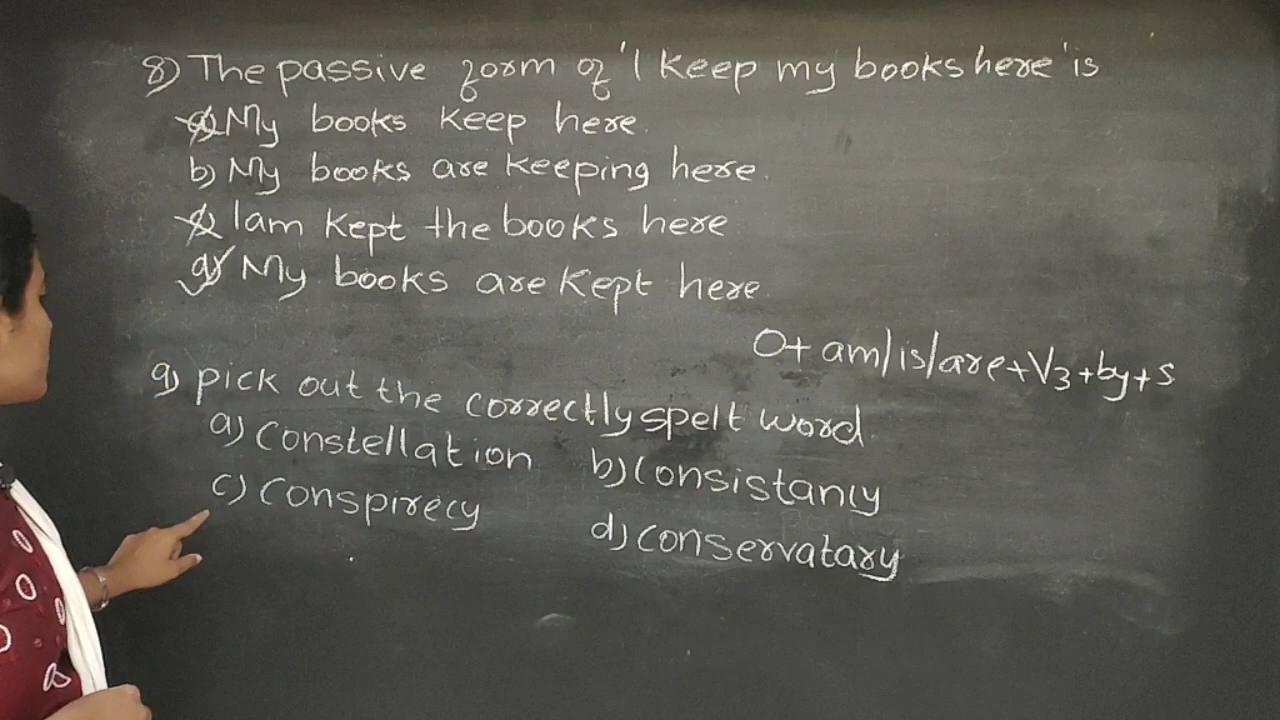 8) The passive form of 'I keep my books here' is
a) My books keep here.
b) My books are keeping here.
I am kept the books here
d) My books are kept here.
O + am/is/are + V3 + by + s
9) pick out the correctly spelt word.
a) Constellation b) Consistancy
c) Conspirecy d) Conservatary